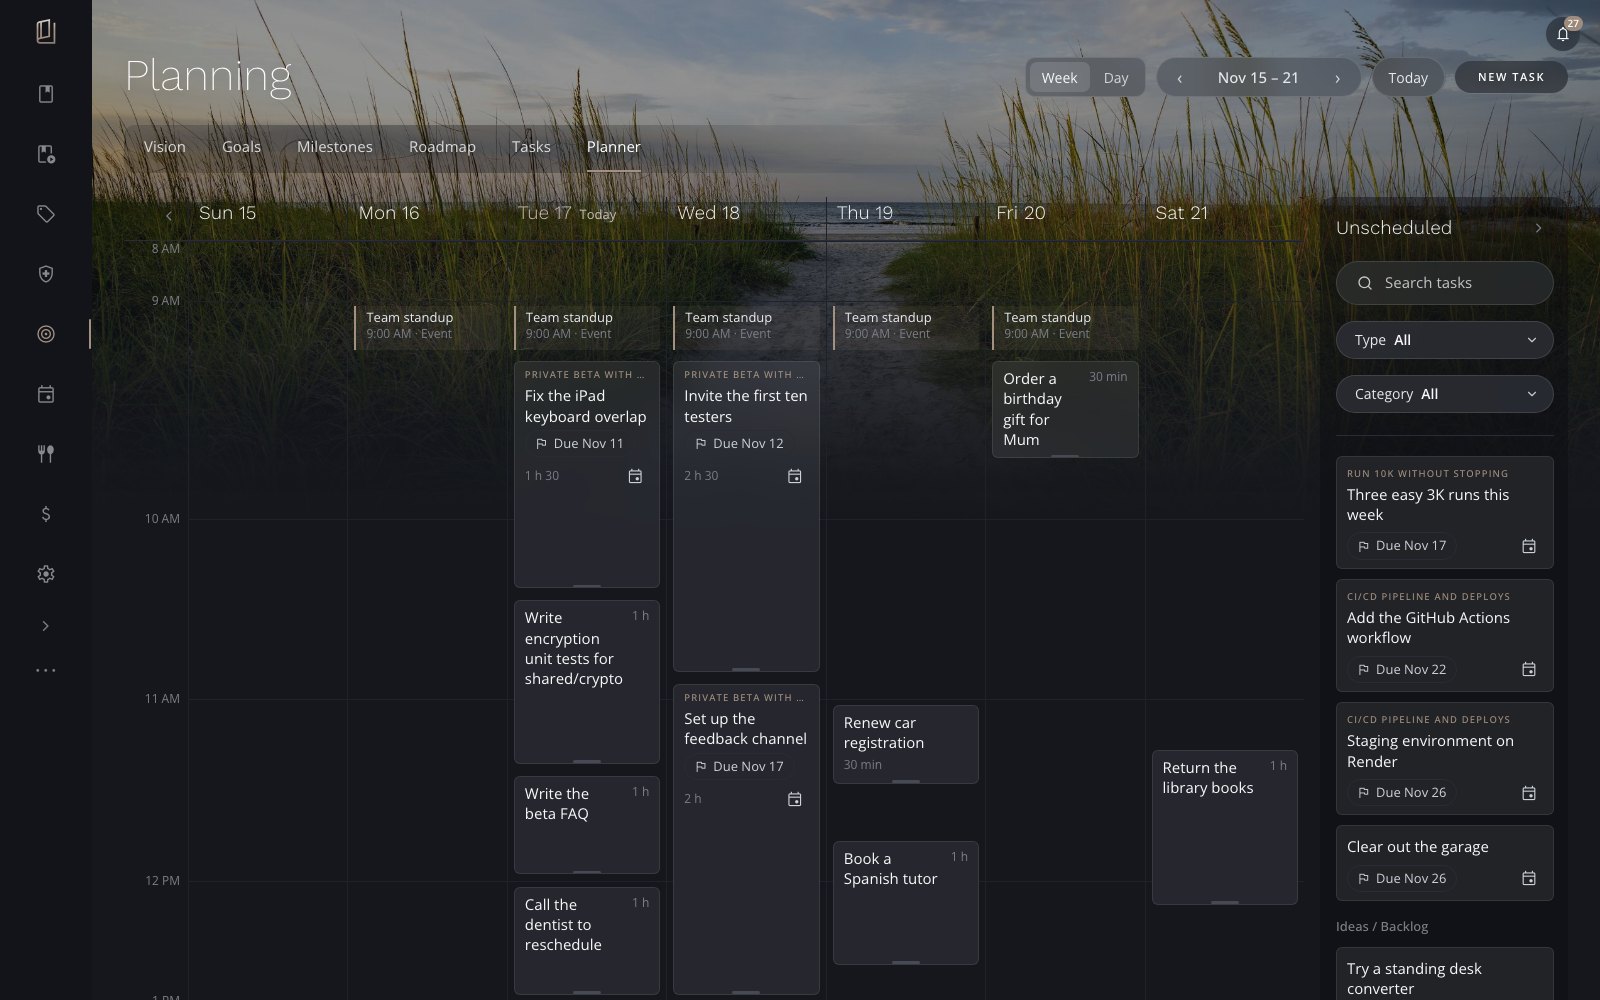 27
Planning
Week Day
Nov 15 – 21
Today
NEW TASK
Vision Goals Milestones Roadmap Tasks Planner
Sun 15 Mon 16 Tue 17 Today Wed 18 Thu 19 Fri 20 Sat 21
8 AM
9 AM
10 AM
11 AM
12 PM
1 PM
Team standup
9:00 AM · Event
Team standup
9:00 AM · Event
PRIVATE BETA WITH ...
Fix the iPad
keyboard overlap
Due Nov 11
1 h 30
Write
encryption
unit tests for
shared/crypto
1 h
Write the
beta FAQ
1 h
Call the
dentist to
reschedule
1 h
Team standup
9:00 AM · Event
PRIVATE BETA WITH ...
Invite the first ten
testers
Due Nov 12
2 h 30
PRIVATE BETA WITH ...
Set up the
feedback channel
Due Nov 17
2 h
Team standup
9:00 AM · Event
Renew car
registration
30 min
Book a
Spanish tutor
1 h
Team standup
9:00 AM · Event
Order a
birthday
gift for
Mum
30 min
Return the
library books
1 h
Unscheduled
Search tasks
Type All
Category All
RUN 10K WITHOUT STOPPING
Three easy 3K runs this
week
Due Nov 17
CI/CD PIPELINE AND DEPLOYS
Add the GitHub Actions
workflow
Due Nov 22
CI/CD PIPELINE AND DEPLOYS
Staging environment on
Render
Due Nov 26
Clear out the garage
Due Nov 26
Ideas / Backlog
Try a standing desk
converter